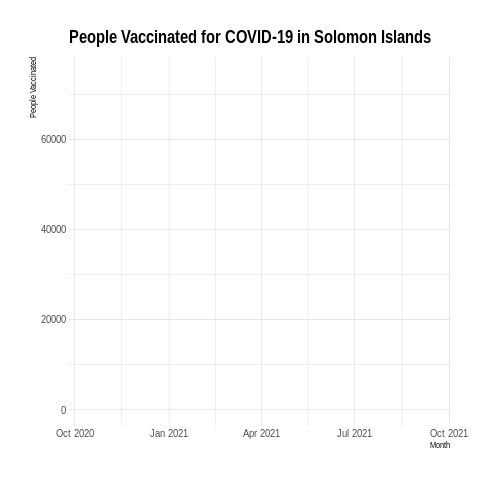 People Vaccinated for COVID-19 in Solomon Islands
People Vaccinated
60000
40000
20000
0
Oct 2020 Jan 2021 Apr 2021 Jul 2021 Oct 2021
Month